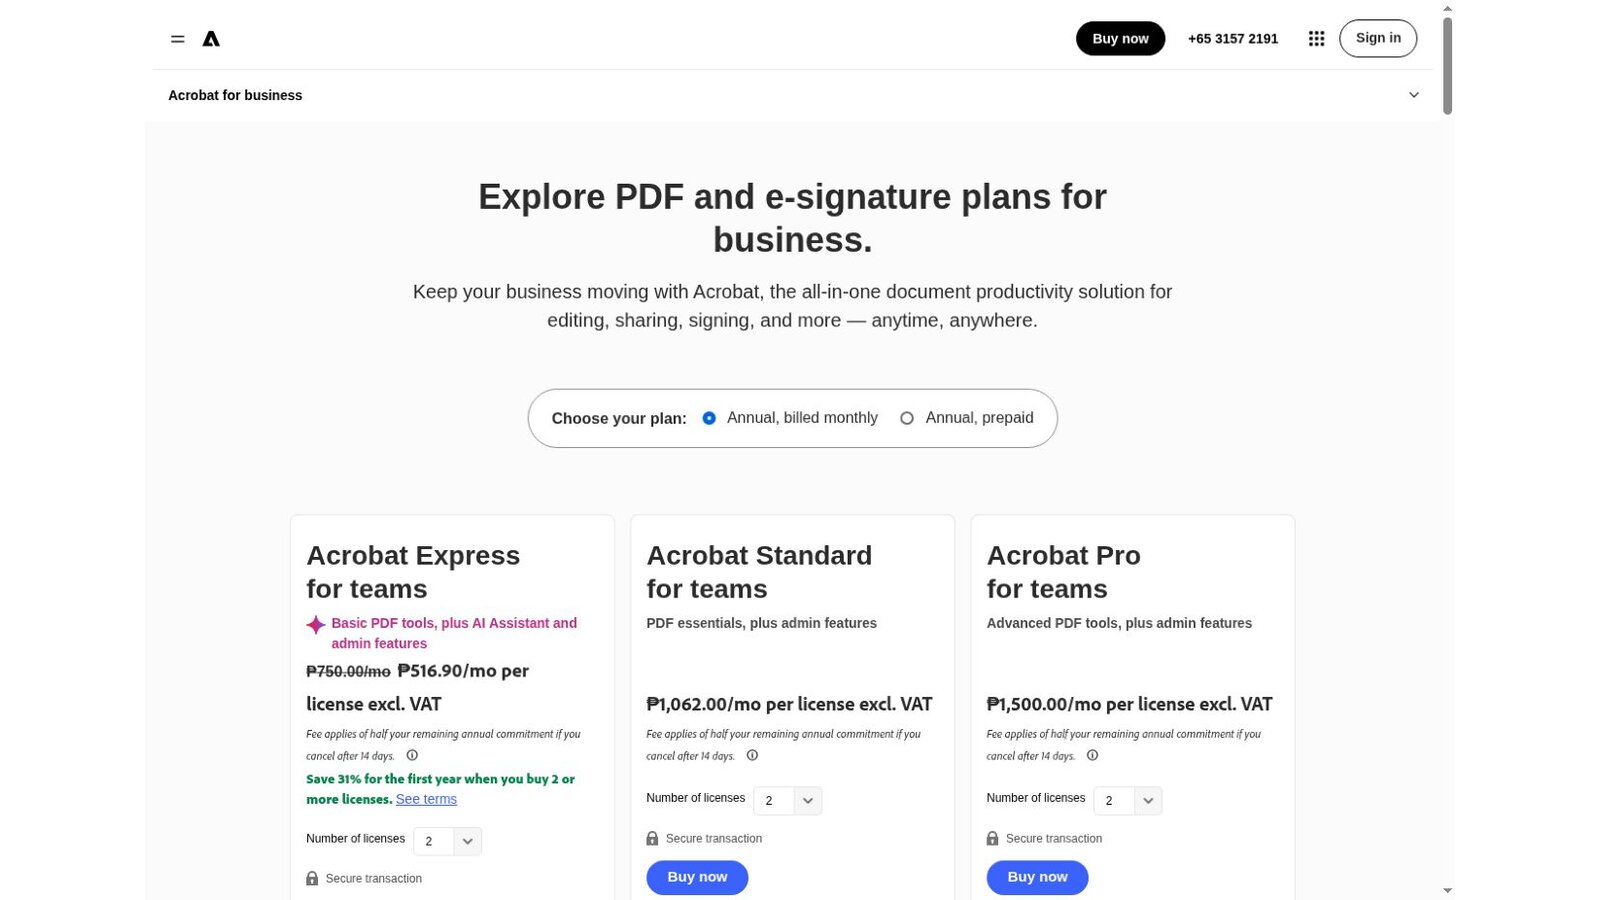 Buy now
+65 3157 2191
Sign in
Acrobat for business
Explore PDF and e-signature plans for
business.
Keep your business moving with Acrobat, the all-in-one document productivity solution for
editing, sharing, signing, and more — anytime, anywhere.
Choose your plan:
Annual, billed monthly
Annual, prepaid
Acrobat Express
for teams
Basic PDF tools, plus AI Assistant and
admin features
₱750.00/mo ₱516.90/mo per
license excl. VAT
Fee applies of half your remaining annual commitment if you
cancel after 14 days.
Save 31% for the first year when you buy 2 or
more licenses. See terms
Number of licenses 2
Secure transaction
Acrobat Standard
for teams
PDF essentials, plus admin features
₱1,062.00/mo per license excl. VAT
Fee applies of half your remaining annual commitment if you
cancel after 14 days.
Number of licenses 2
Secure transaction
Buy now
Acrobat Pro
for teams
Advanced PDF tools, plus admin features
₱1,500.00/mo per license excl. VAT
Fee applies of half your remaining annual commitment if you
cancel after 14 days.
Number of licenses 2
Secure transaction
Buy now